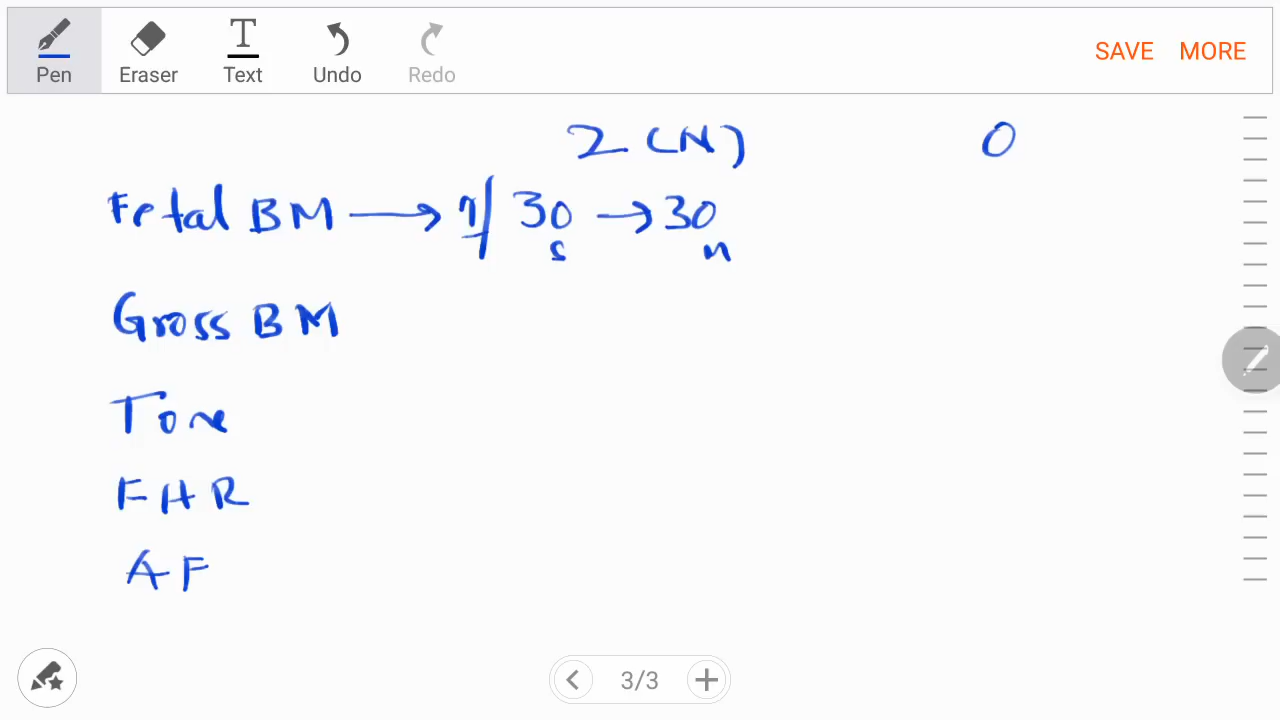 Pen Eraser Text Undo Redo SAVE MORE
2 (N) 0
Fetal BM → 1/ 30 s → 30 m
Gross BM
Tone
FHR
AF
3/3